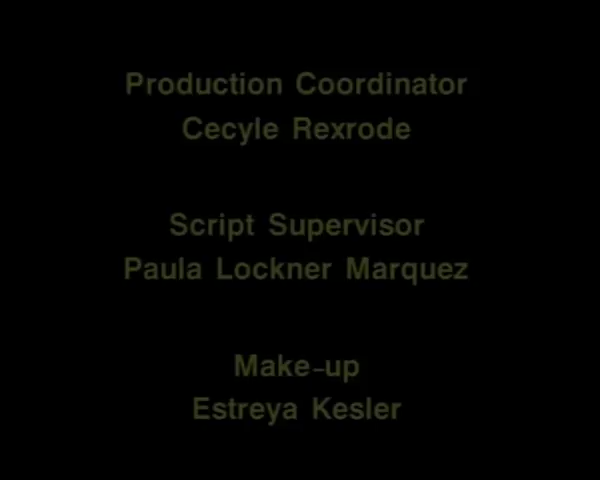 Production Coordinator
Cecyle Rexrode
Script Supervisor
Paula Lockner Marquez
Make-up
Estreya Kesler